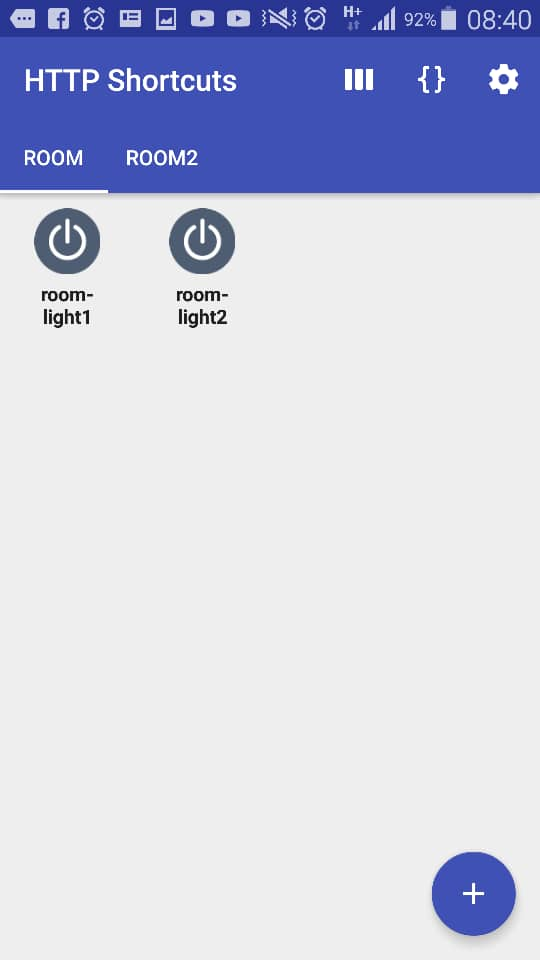 H+ 92% 08:40
HTTP Shortcuts { }
ROOM ROOM2
room-
light1
room-
light2
+